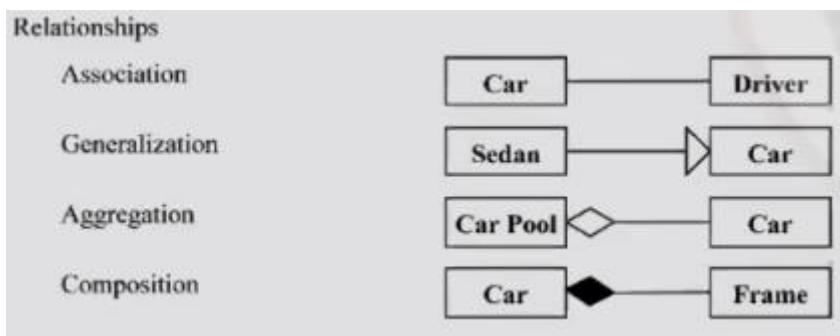 Relationships
Association Car Driver
Generalization Sedan Car
Aggregation Car Pool Car
Composition Car Frame